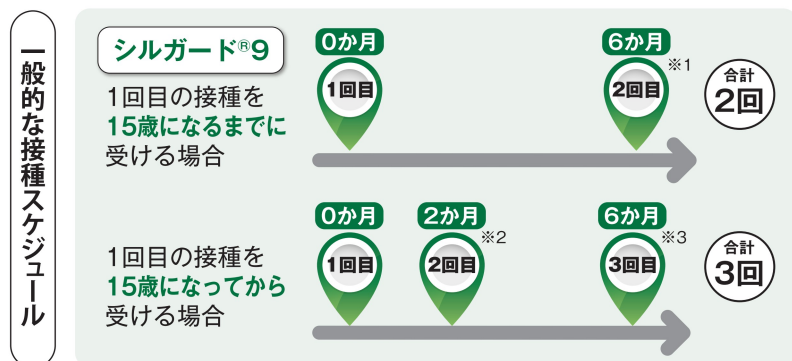 一般的な接種スケジュール
シルガード®9
1回目の接種を
15歳になるまでに
受ける場合
0か月
1回目
6か月
※1
2回目
合計
2回
1回目の接種を
15歳になってから
受ける場合
0か月
1回目
2か月
※2
2回目
6か月
※3
3回目
合計
3回